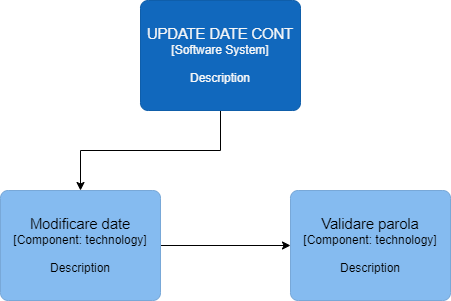 UPDATE DATE CONT
[Software System]
Description
Modificare date
[Component: technology]
Description
Validare parola
[Component: technology]
Description